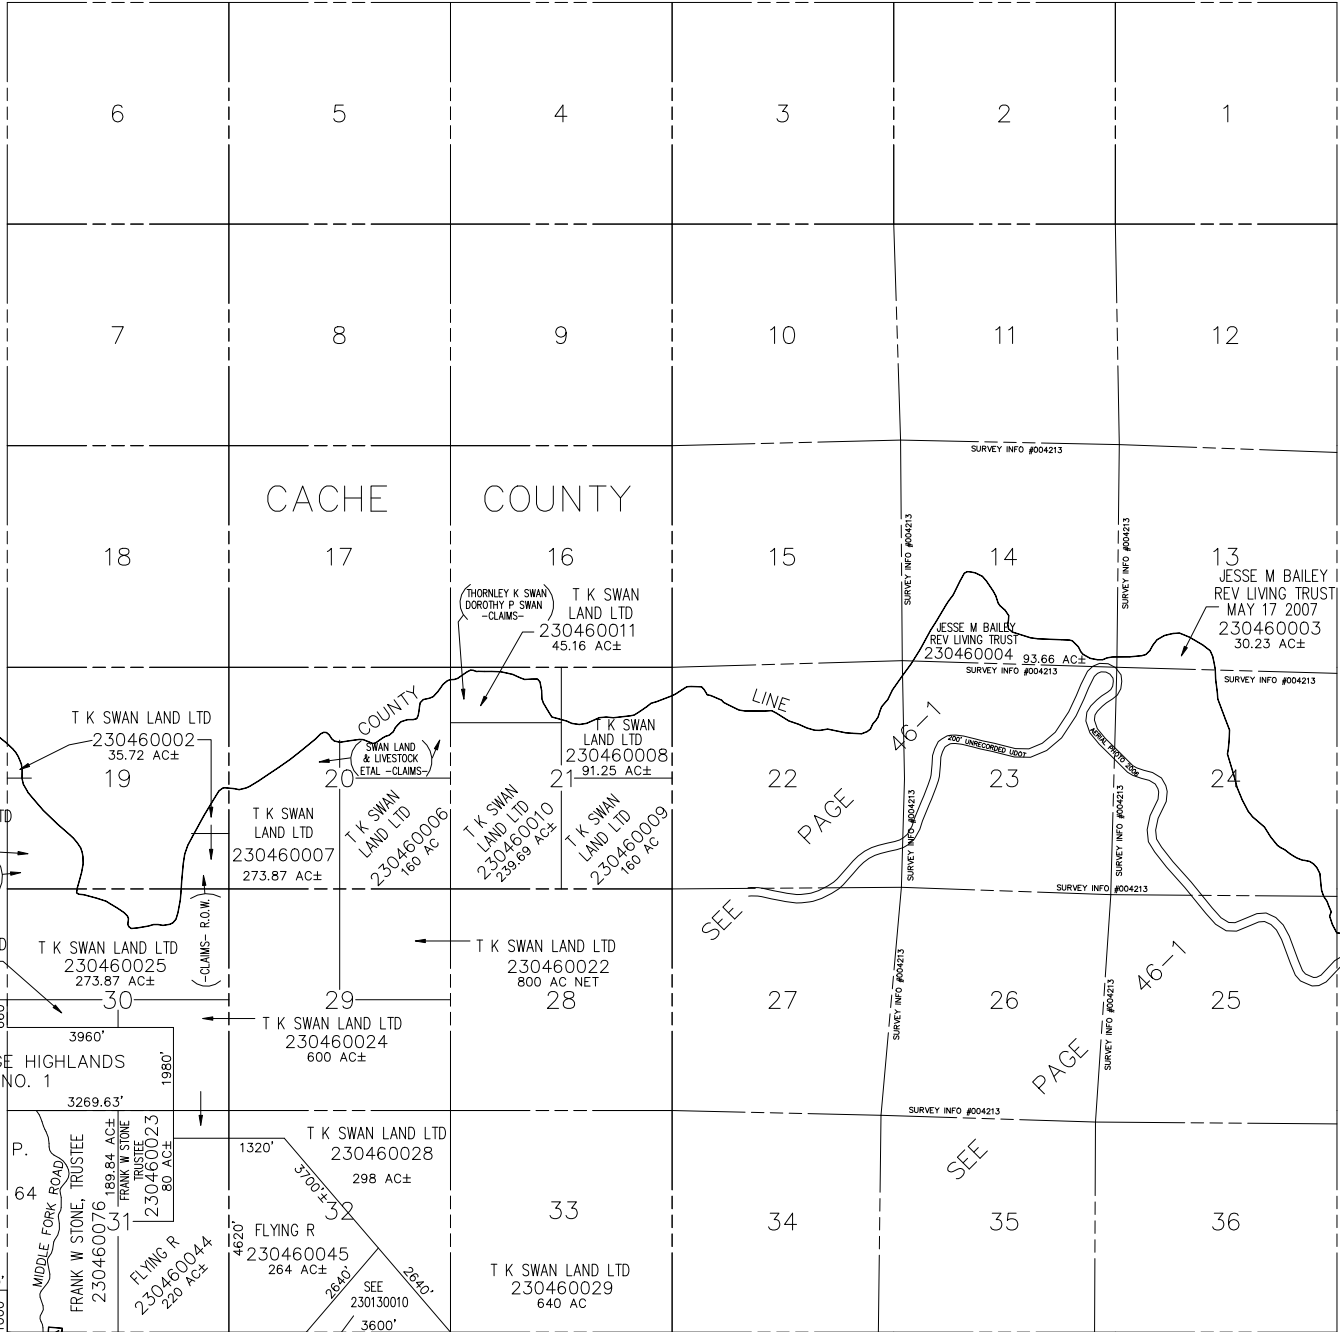 6
5
4
3
2
1
7
8
9
10
11
12
SURVEY INFO #004213
CACHE COUNTY
18
17
16
15
14
13
SURVEY INFO #004213
SURVEY INFO #004213
(THORNLEY K SWAN
DOROTHY P SWAN
-CLAIMS-)
T K SWAN
LAND LTD
230460011
45.16 AC±
JESSE M BAILEY
REV LIVING TRUST
230460004 93.66 AC±
SURVEY INFO #004213
JESSE M BAILEY
REV LIVING TRUST
MAY 17 2007
230460003
30.23 AC±
SURVEY INFO #004213
COUNTY
LINE
T K SWAN LAND LTD
230460002
35.72 AC±
19
(SWAN LAND
& LIVESTOCK
ETAL -CLAIMS-)
20
T K SWAN
LAND LTD
230460008
91.25 AC±
21
22
46-1
PAGE
SEE
200' UNRECORDED UDOT
23
AERIAL PHOTO 2006
24
TD
T K SWAN
LAND LTD
230460007
273.87 AC±
T K SWAN
LAND LTD
230460006
160 AC
T K SWAN
LAND LTD
230460010
239.69 AC±
T K SWAN
LAND LTD
230460009
160 AC
SURVEY INFO #004213
SURVEY INFO #004213
SURVEY INFO #004213
(-CLAIMS- R.O.W.)
T K SWAN LAND LTD
230460025
273.87 AC±
30
T K SWAN LAND LTD
230460022
800 AC NET
29
28
27
26
25
SURVEY INFO #004213
SURVEY INFO #004213
46-1
PAGE
SEE
T K SWAN LAND LTD
230460024
600 AC±
3960'
1980'
GE HIGHLANDS
NO. 1
3269.63'
SURVEY INFO #004213
P.
64
MIDDLE FORK ROAD
FRANK W STONE, TRUSTEE
230460076
189.84 AC±
FRANK W STONE
TRUSTEE
230460023
80 AC±
31
FLYING R
230460044
220 AC±
1320'
3700'±
4620'
T K SWAN LAND LTD
230460028
298 AC±
32
FLYING R
230460045
264 AC±
2640'
2640'
SEE
230130010
3600'
33
T K SWAN LAND LTD
230460029
640 AC
34
35
36